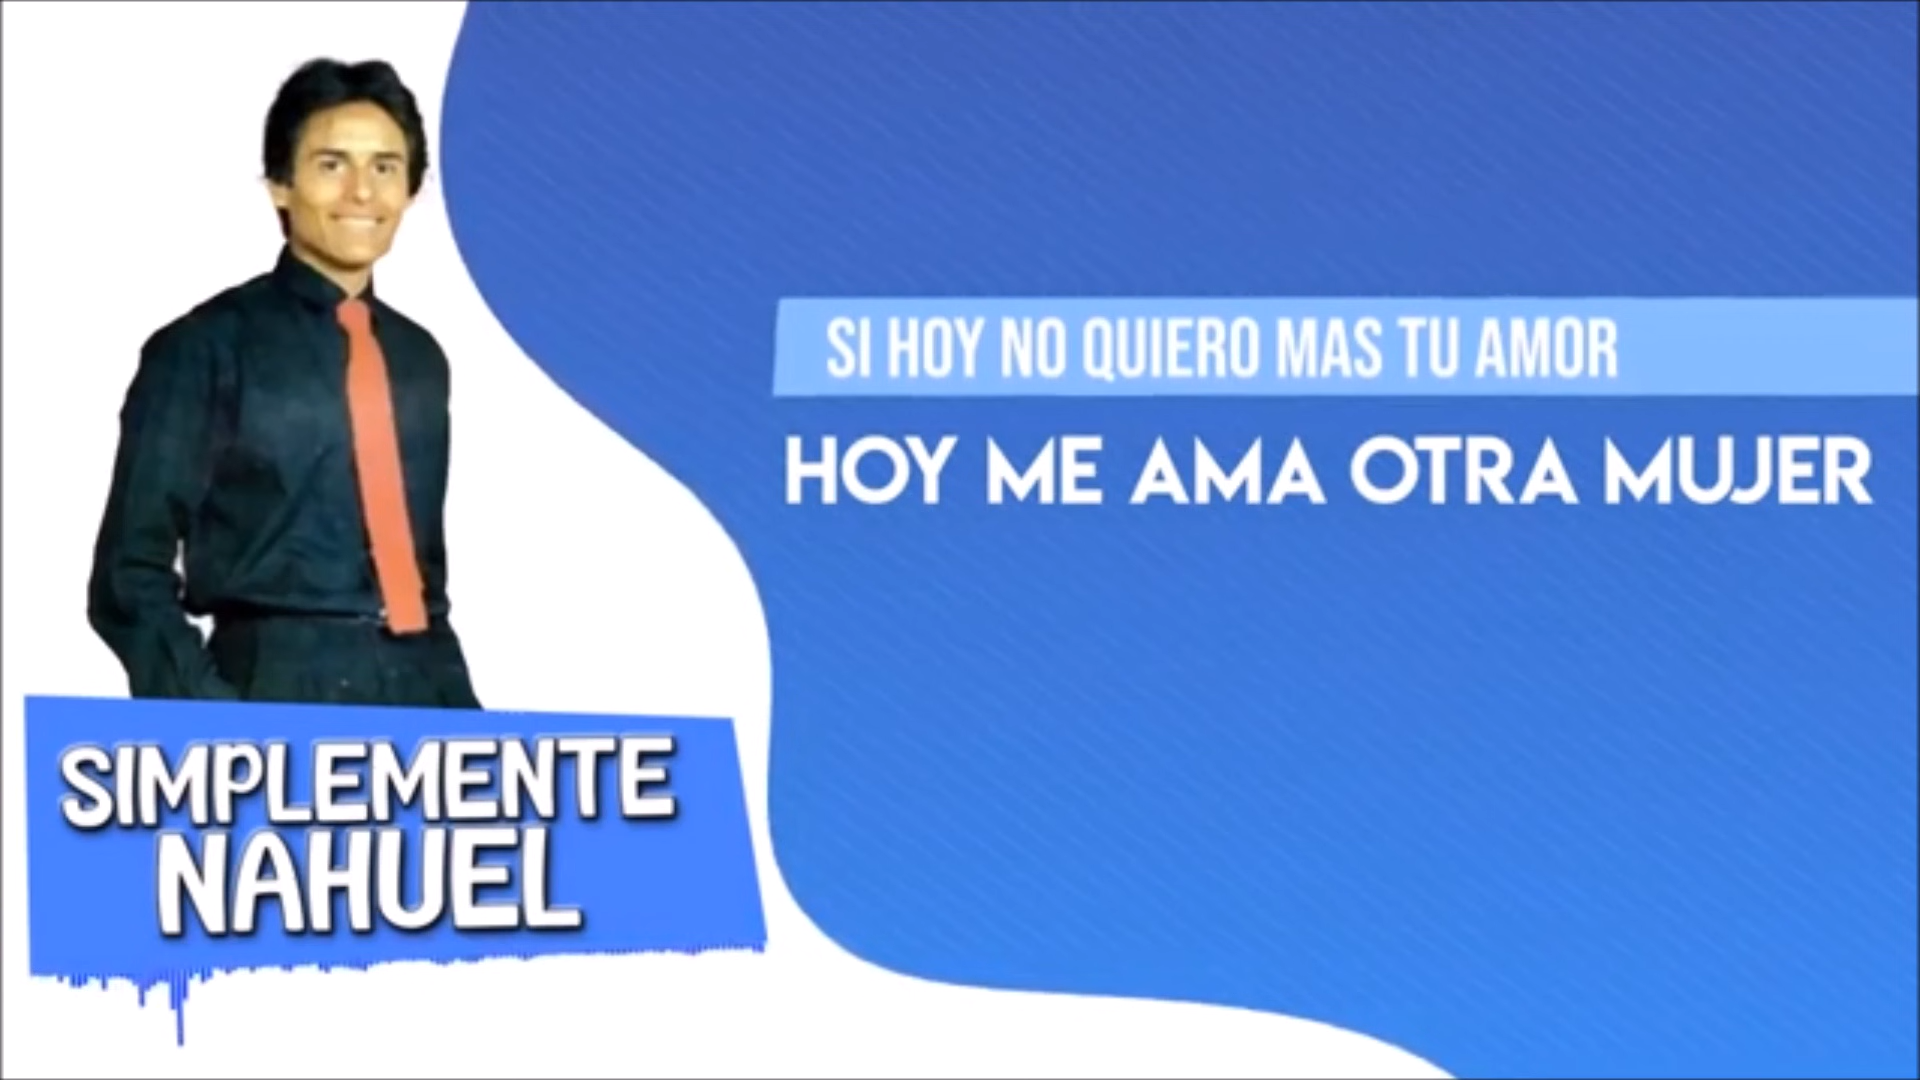 SI HOY NO QUIERO MAS TU AMOR
HOY ME AMA OTRA MUJER
SIMPLEMENTE
NAHUEL